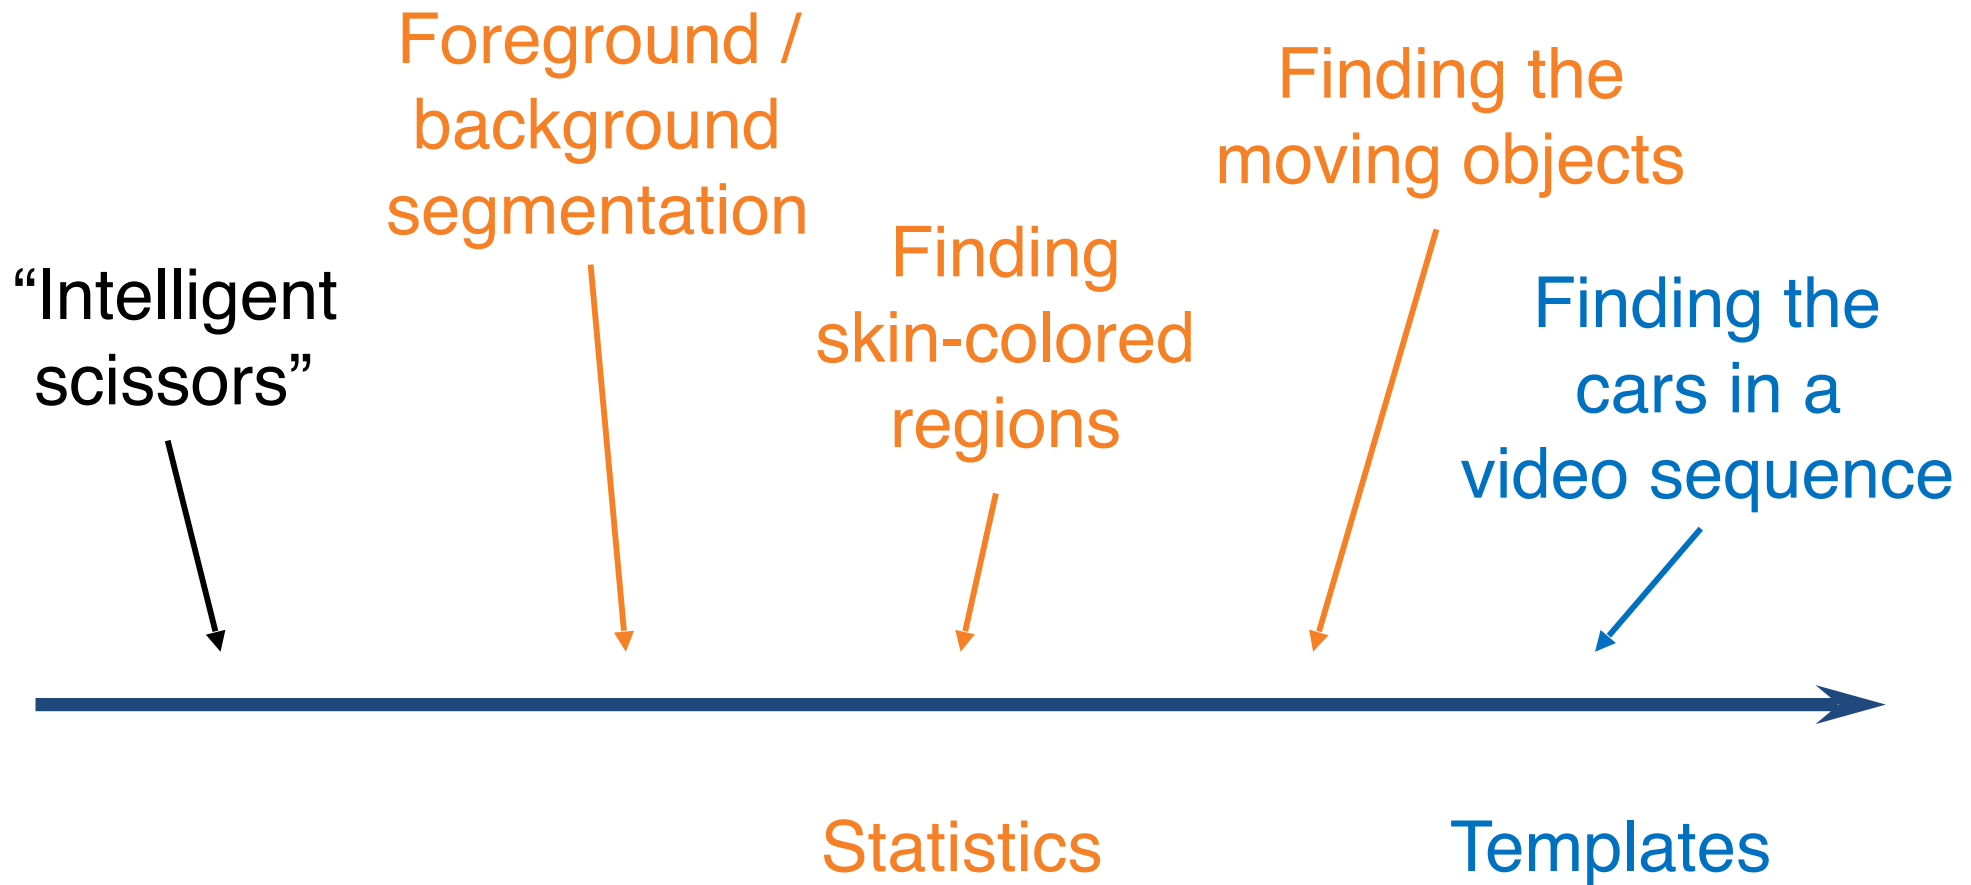 Foreground /
background
segmentation
Finding the
moving objects
Finding
skin-colored
regions
“Intelligent
scissors”
Finding the
cars in a
video sequence
Statistics
Templates